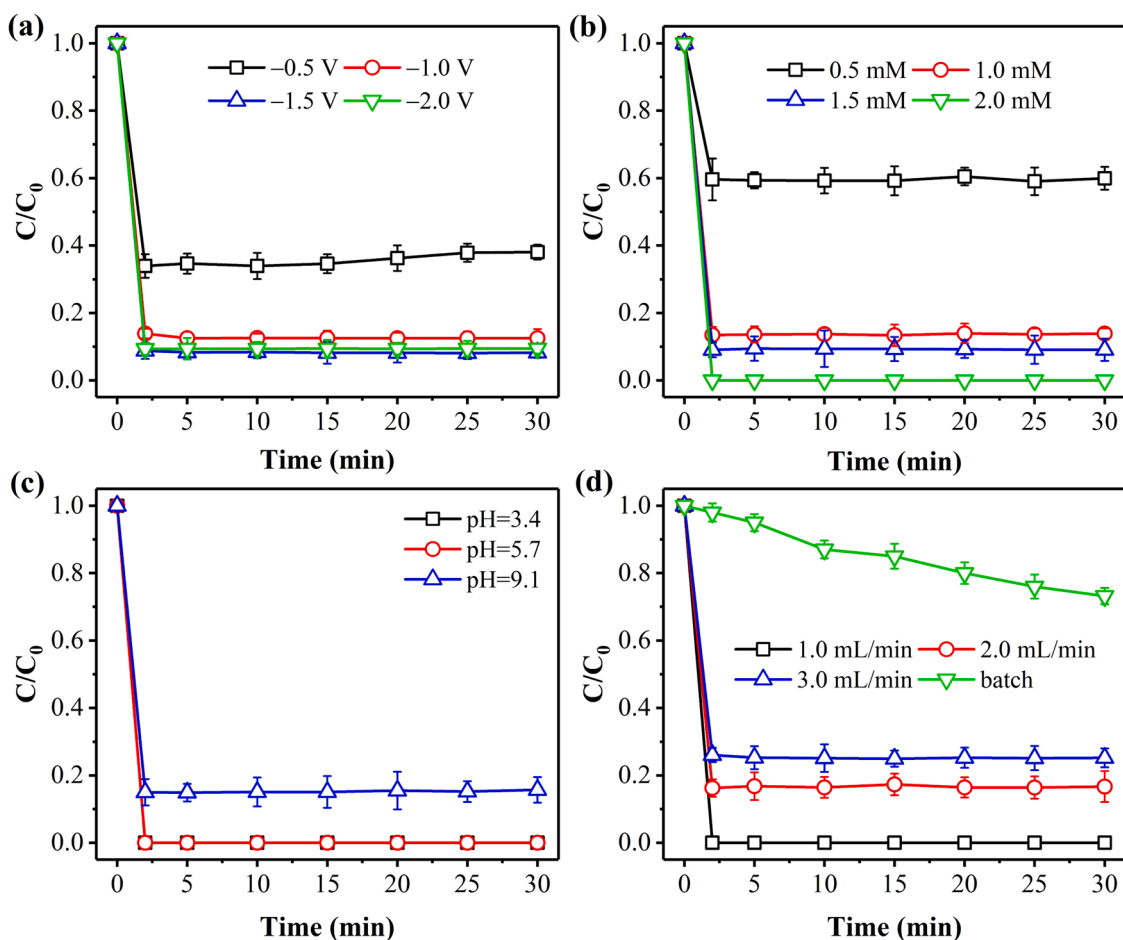 (a)
1.0
0.8
0.6
0.4
0.2
0.0
C/C0
–0.5 V –1.0 V
–1.5 V –2.0 V
0 5 10 15 20 25 30
Time (min)
(b)
1.0
0.8
0.6
0.4
0.2
0.0
C/C0
0.5 mM 1.0 mM
1.5 mM 2.0 mM
0 5 10 15 20 25 30
Time (min)
(c)
1.0
0.8
0.6
0.4
0.2
0.0
C/C0
pH=3.4
pH=5.7
pH=9.1
0 5 10 15 20 25 30
Time (min)
(d)
1.0
0.8
0.6
0.4
0.2
0.0
C/C0
1.0 mL/min 2.0 mL/min
3.0 mL/min batch
0 5 10 15 20 25 30
Time (min)